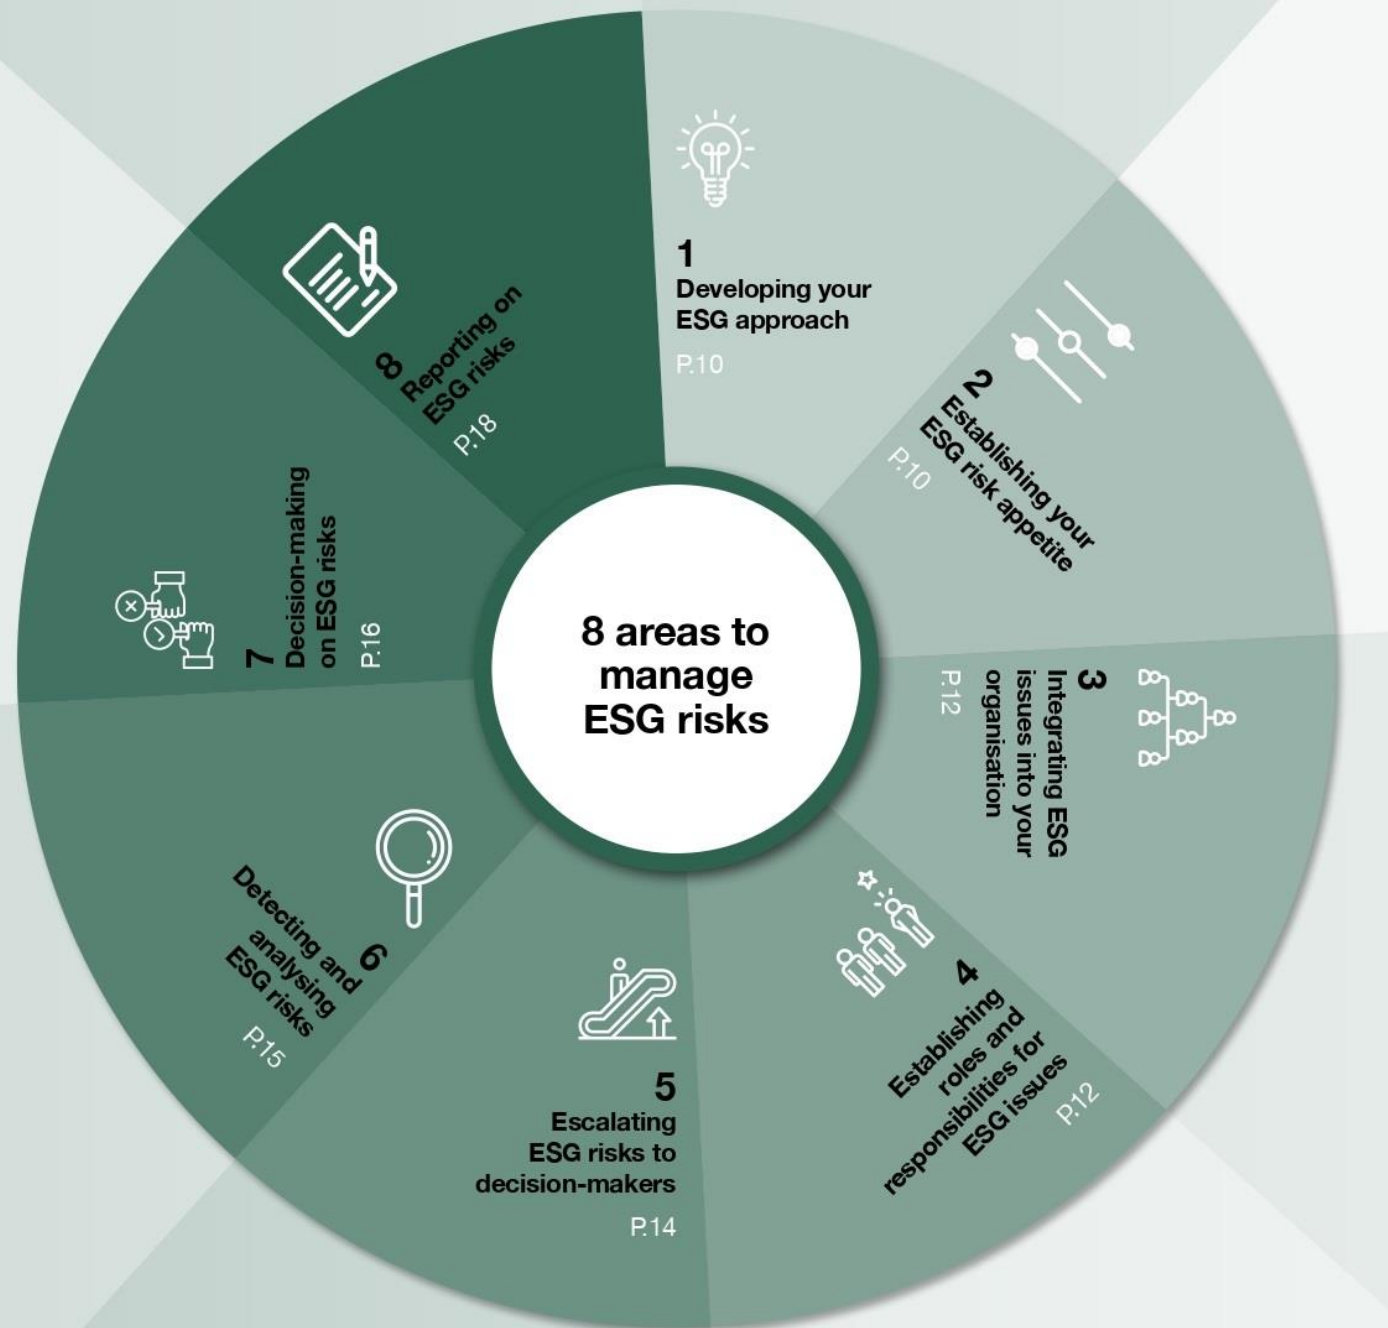 8 areas to
manage
ESG risks
1
Developing your
ESG approach
P.10
2
Establishing your
ESG risk appetite
P.10
3
Integrating ESG
issues into your
organisation
P.12
4
Establishing
roles and
responsibilities for
ESG issues
P.12
5
Escalating
ESG risks to
decision-makers
P.14
6
Detecting and
analysing
ESG risks
P.15
7
Decision-making
on ESG risks
P.16
8
Reporting on
ESG risks
P.18